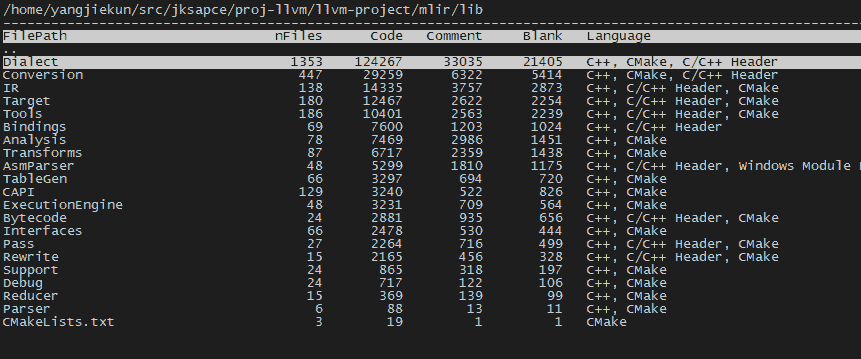 /home/yangjiekun/src/jksapce/proj-llvm/llvm-project/mlir/lib
FilePath nFiles Code Comment Blank Language
..
Dialect 1353 124267 33035 21405 C++, CMake, C/C++ Header
Conversion 447 29259 6322 5414 C++, CMake, C/C++ Header
IR 138 14335 3757 2873 C++, C/C++ Header, CMake
Target 180 12467 2622 2254 C++, C/C++ Header, CMake
Tools 186 10401 2563 2239 C++, C/C++ Header, CMake
Bindings 69 7600 1203 1024 C++, C/C++ Header
Analysis 78 7469 2986 1451 C++, CMake
Transforms 87 6717 2359 1438 C++, CMake
AsmParser 48 5299 1810 1175 C++, C/C++ Header, Windows Module
TableGen 66 3297 694 720 C++, CMake
CAPI 129 3240 522 826 C++, CMake
ExecutionEngine 48 3231 709 564 C++, CMake
Bytecode 24 2881 935 656 C++, C/C++ Header, CMake
Interfaces 66 2478 530 444 C++, CMake
Pass 27 2264 716 499 C++, C/C++ Header, CMake
Rewrite 15 2165 456 328 C++, C/C++ Header, CMake
Support 24 865 318 197 C++, CMake
Debug 24 717 122 106 C++, CMake
Reducer 15 369 139 99 C++, CMake
Parser 6 88 13 11 C++, CMake
CMakeLists.txt 3 19 1 1 CMake